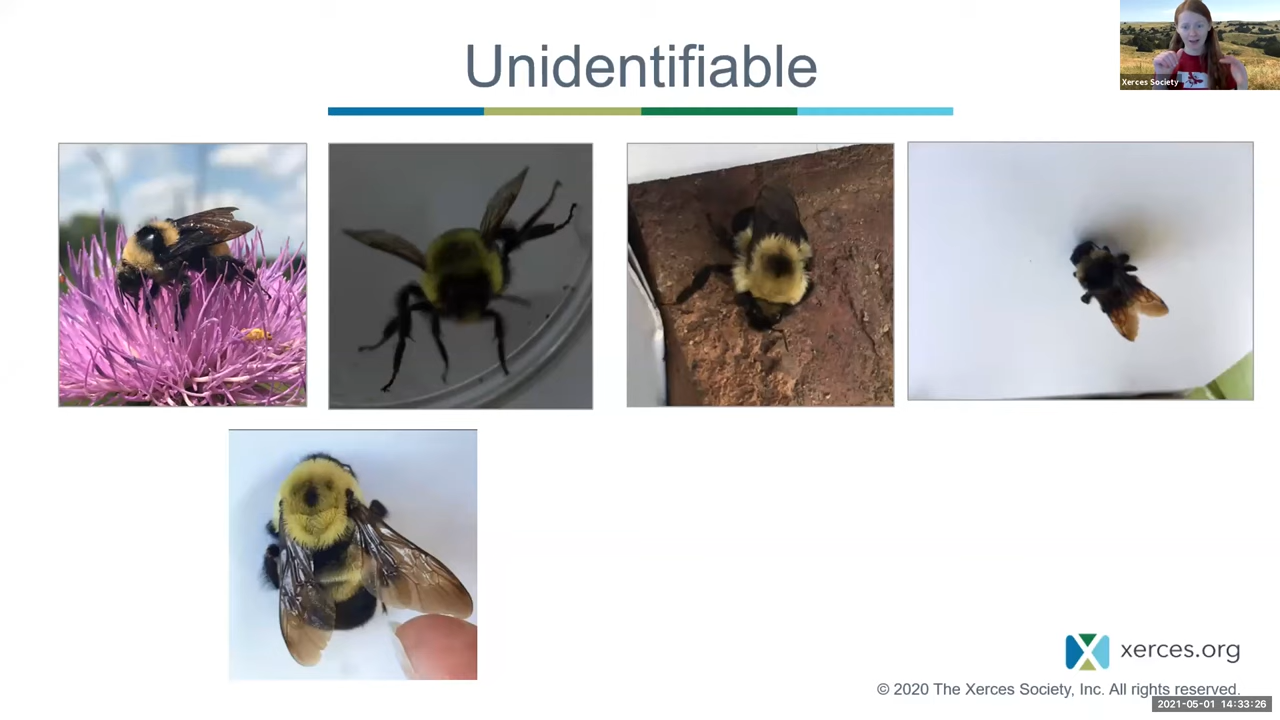 Unidentifiable
Xerces Society
xerces.org
© 2020 The Xerces Society, Inc. All rights reserved.
2021-05-01 14:33:26